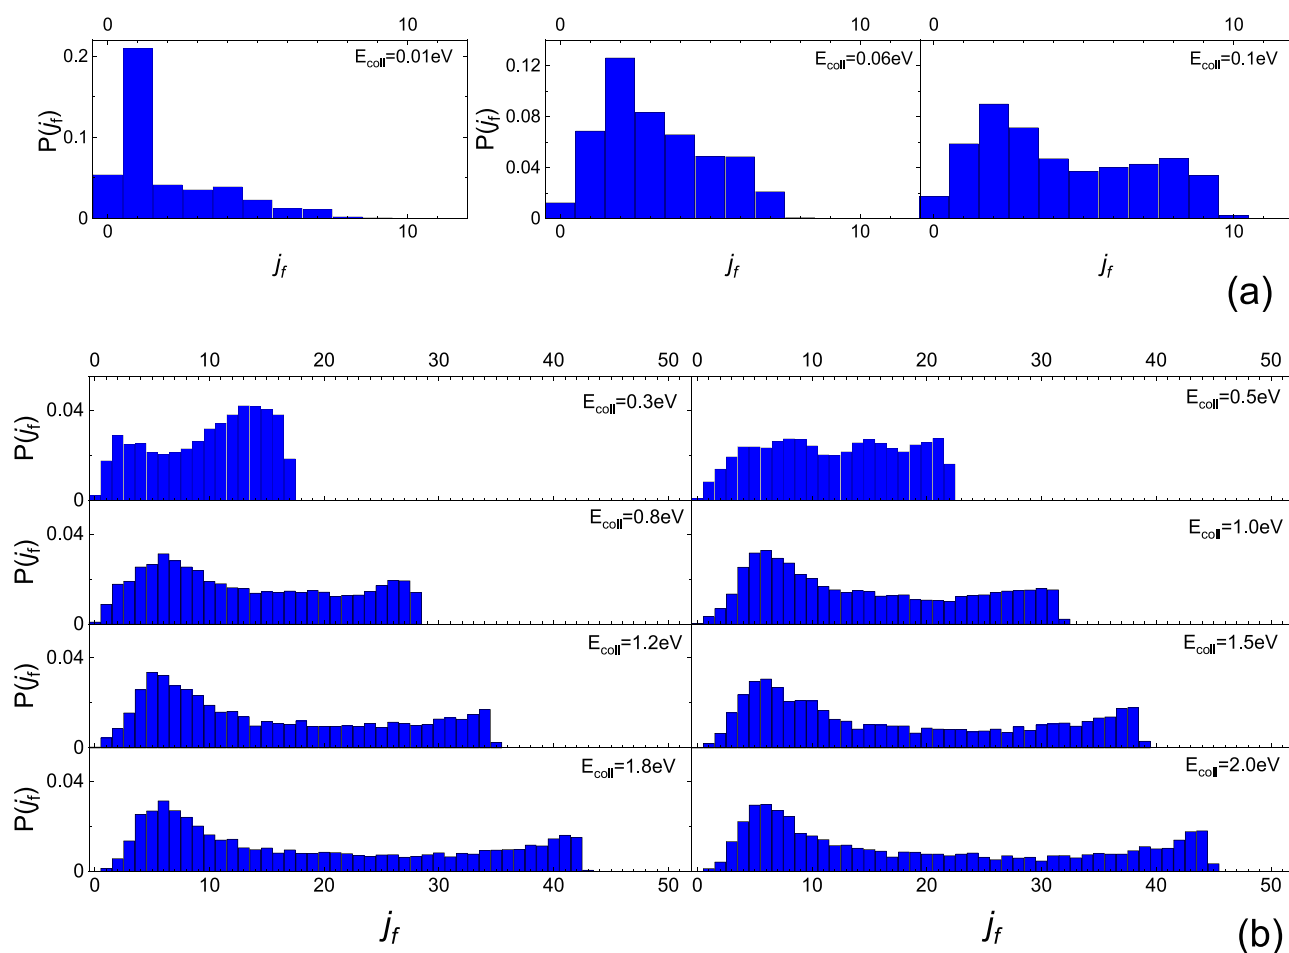 0 10 0 10 0 10
E_coll=0.01eV E_coll=0.06eV E_coll=0.1eV
P(j_f) 0.2 0.1 0
P(j_f) 0.12 0.08 0.04 0
0 10 0 10 0 10
j_f j_f j_f
(a)
0 10 20 30 40 50 0 10 20 30 40 50
P(j_f) 0.04 0 E_coll=0.3eV E_coll=0.5eV
P(j_f) 0.04 0 E_coll=0.8eV E_coll=1.0eV
P(j_f) 0.04 0 E_coll=1.2eV E_coll=1.5eV
P(j_f) 0.04 0 E_coll=1.8eV E_coll=2.0eV
0 10 20 30 40 50 0 10 20 30 40 50
j_f j_f
(b)